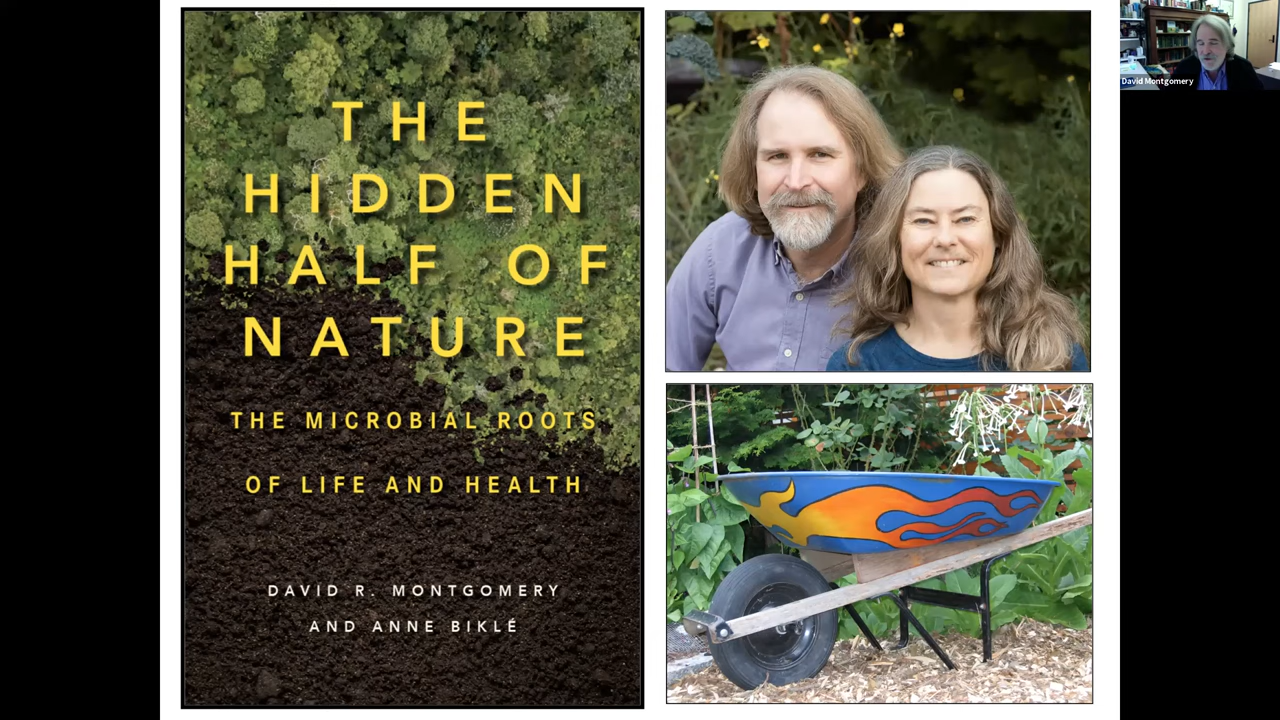 THE
HIDDEN
HALF OF
NATURE
THE MICROBIAL ROOTS
OF LIFE AND HEALTH
DAVID R. MONTGOMERY
AND ANNE BIKLÉ
David Montgomery